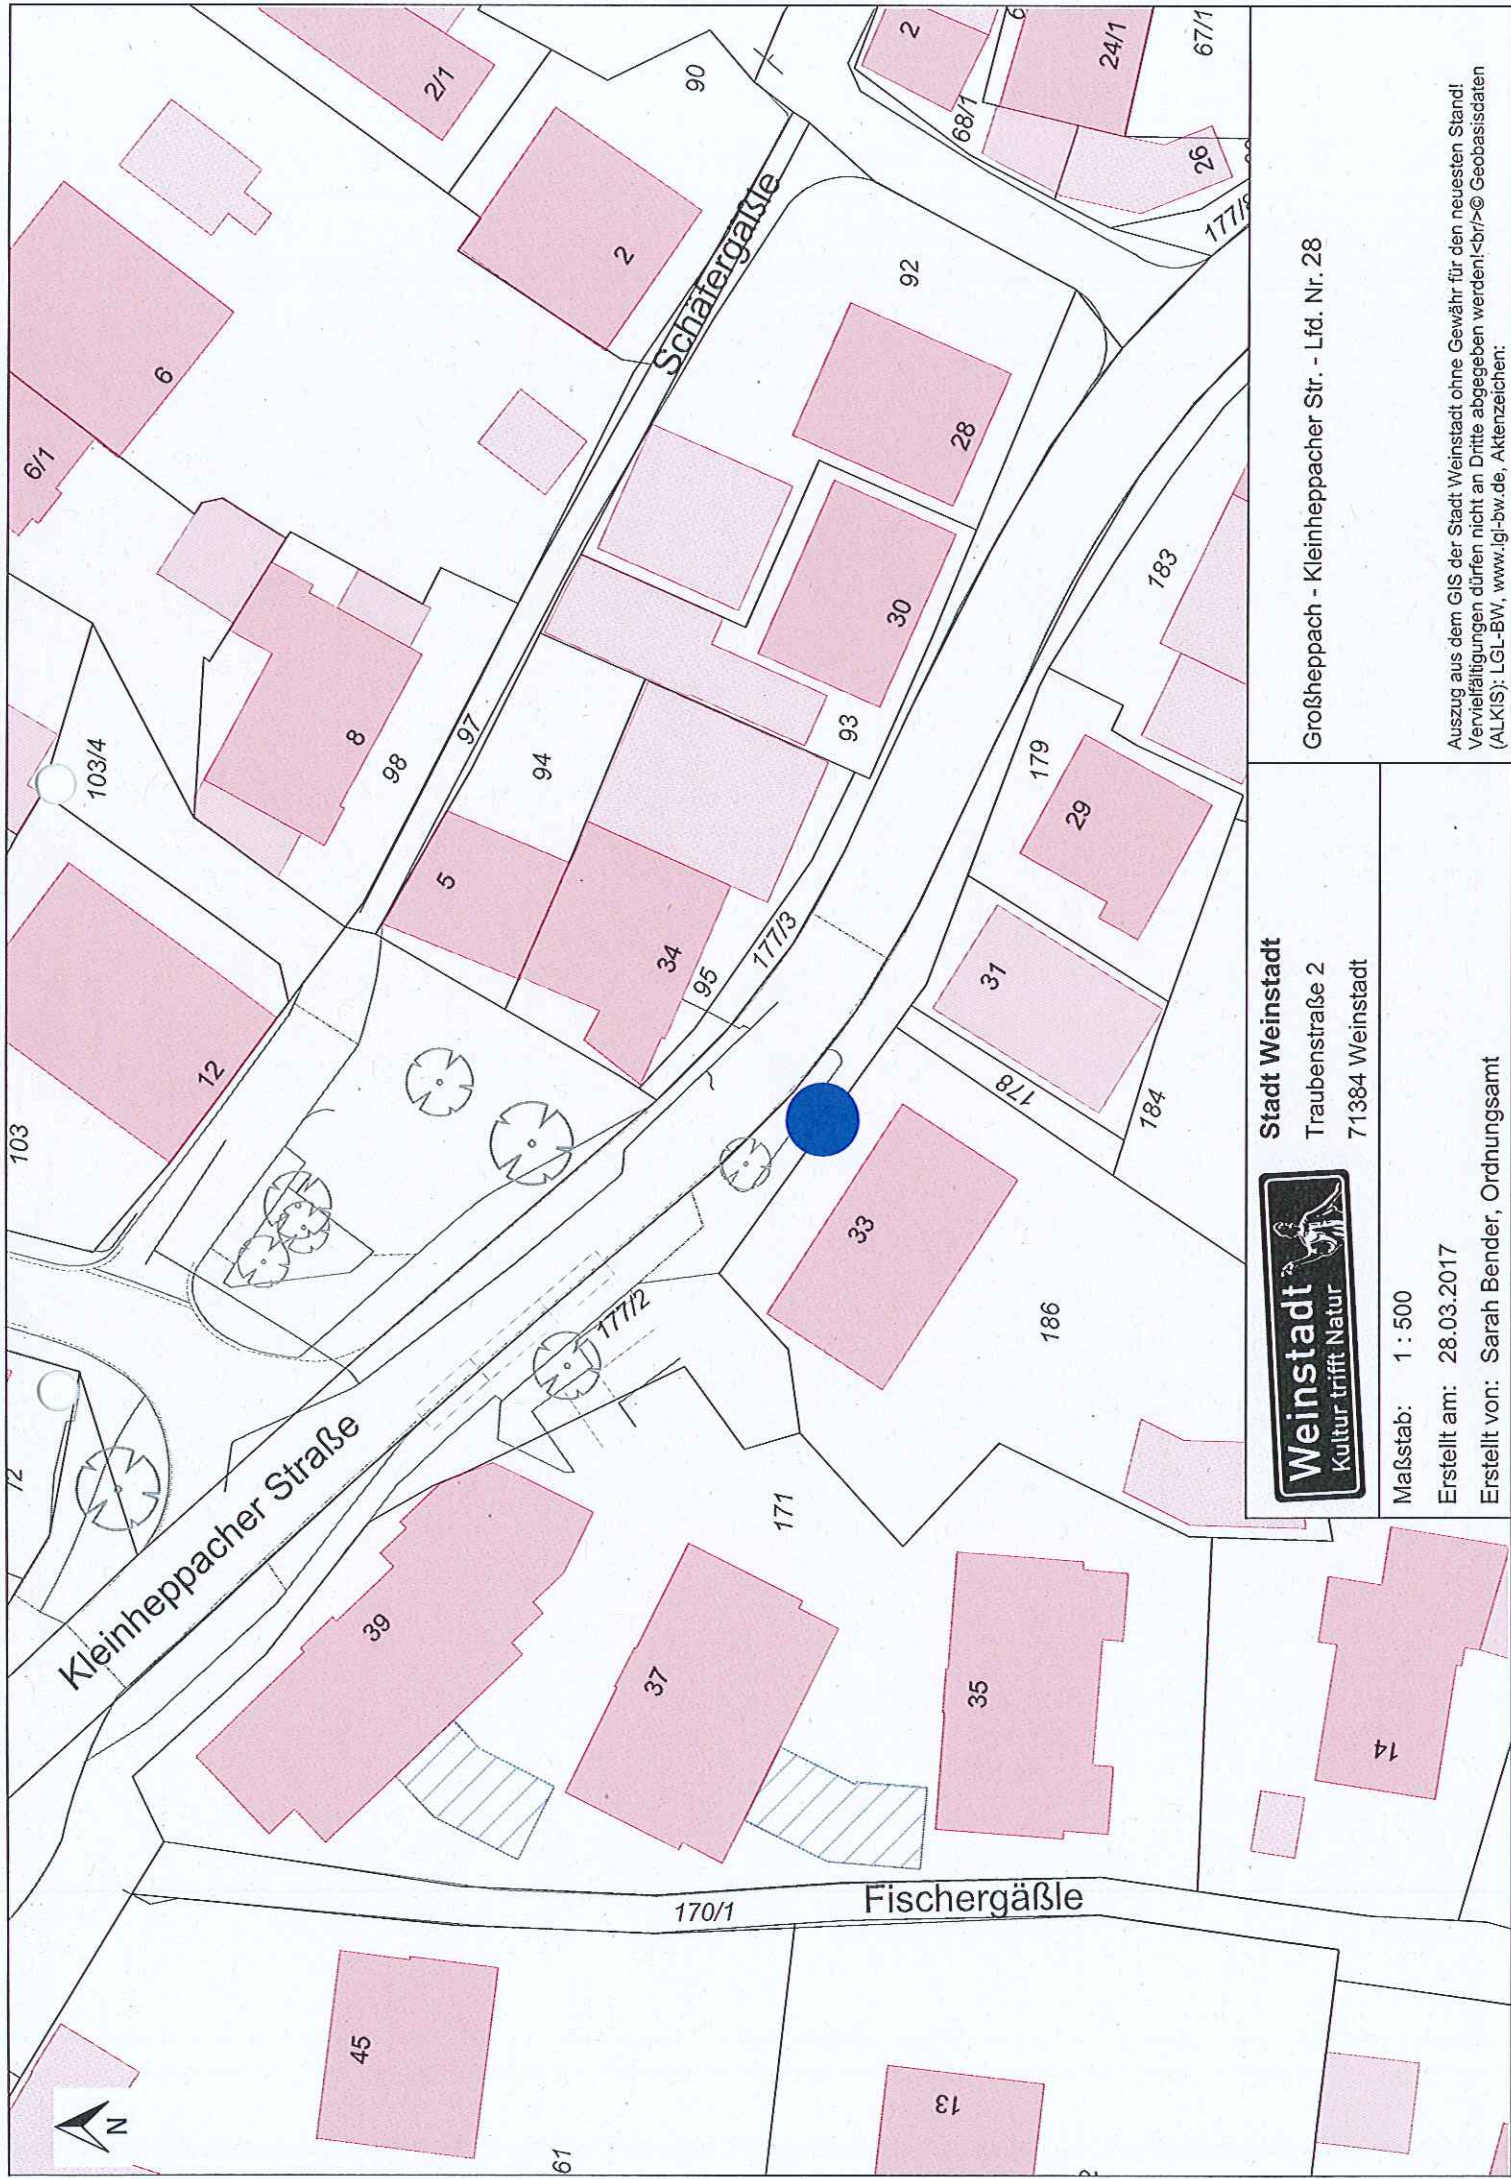 Kleinheppacher Straße
Schäfergäßle
Fischergäßle
N
61
45
13
170/1
39
37
35
14
171
186
33
177/2
103
12
103/4
8
98
97
94
5
34
95
177/3
93
30
28
92
6/1
6
2/1
2
90
2
68/1
24/1
67/1
26
183
179
29
31
178
184
Weinstadt
Kultur trifft Natur
Stadt Weinstadt
Traubenstraße 2
71384 Weinstadt
Maßstab: 1 : 500
Erstellt am: 28.03.2017
Erstellt von: Sarah Bender, Ordnungsamt
Großheppach - Kleinheppacher Str. - Lfd. Nr. 28
Auszug aus dem GIS der Stadt Weinstadt ohne Gewähr für den neuesten Stand!
Vervielfältigungen dürfen nicht an Dritte abgegeben werden!<br/>© Geobasisdaten
(ALKIS): LGL-BW, www.lgl-bw.de, Aktenzeichen: